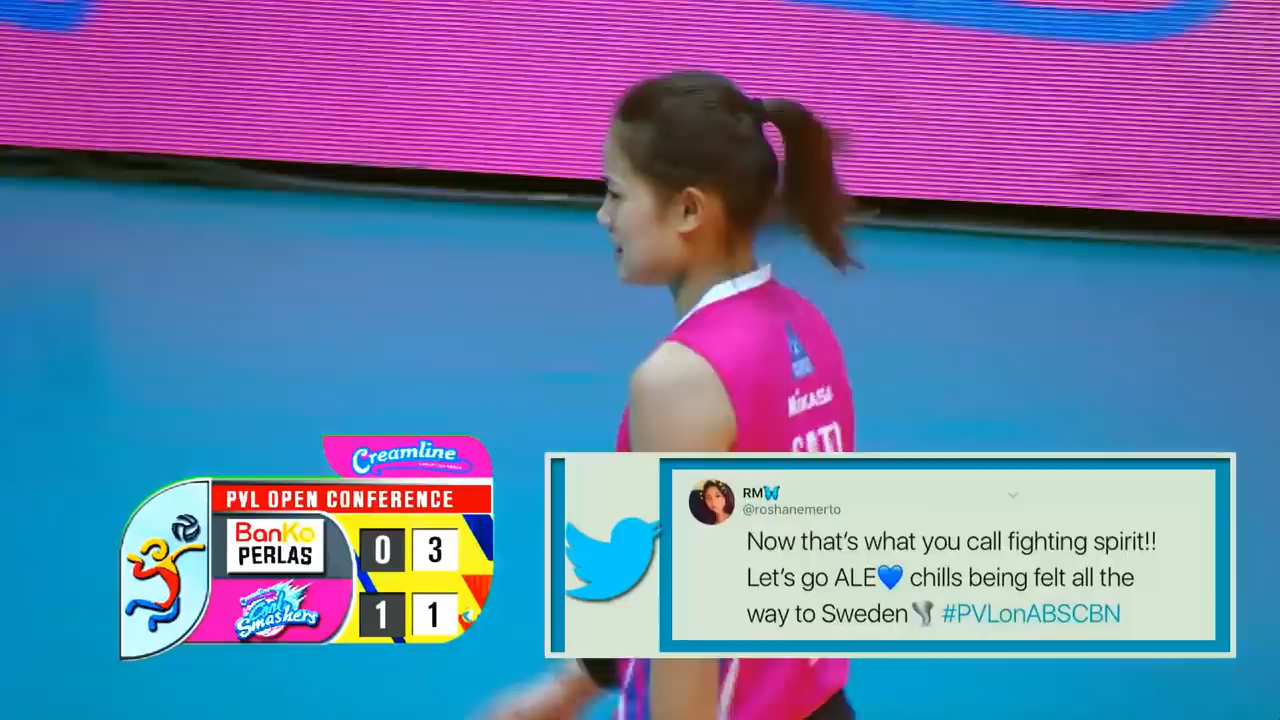 MIKASA
Creamline
PVL OPEN CONFERENCE
BanKo
PERLAS
0 3
Cool
Smashers
1 1
RM🦋
@roshanemerto
Now that's what you call fighting spirit!!
Let's go ALE💙 chills being felt all the
way to Sweden🌪️ #PVLonABSCBN